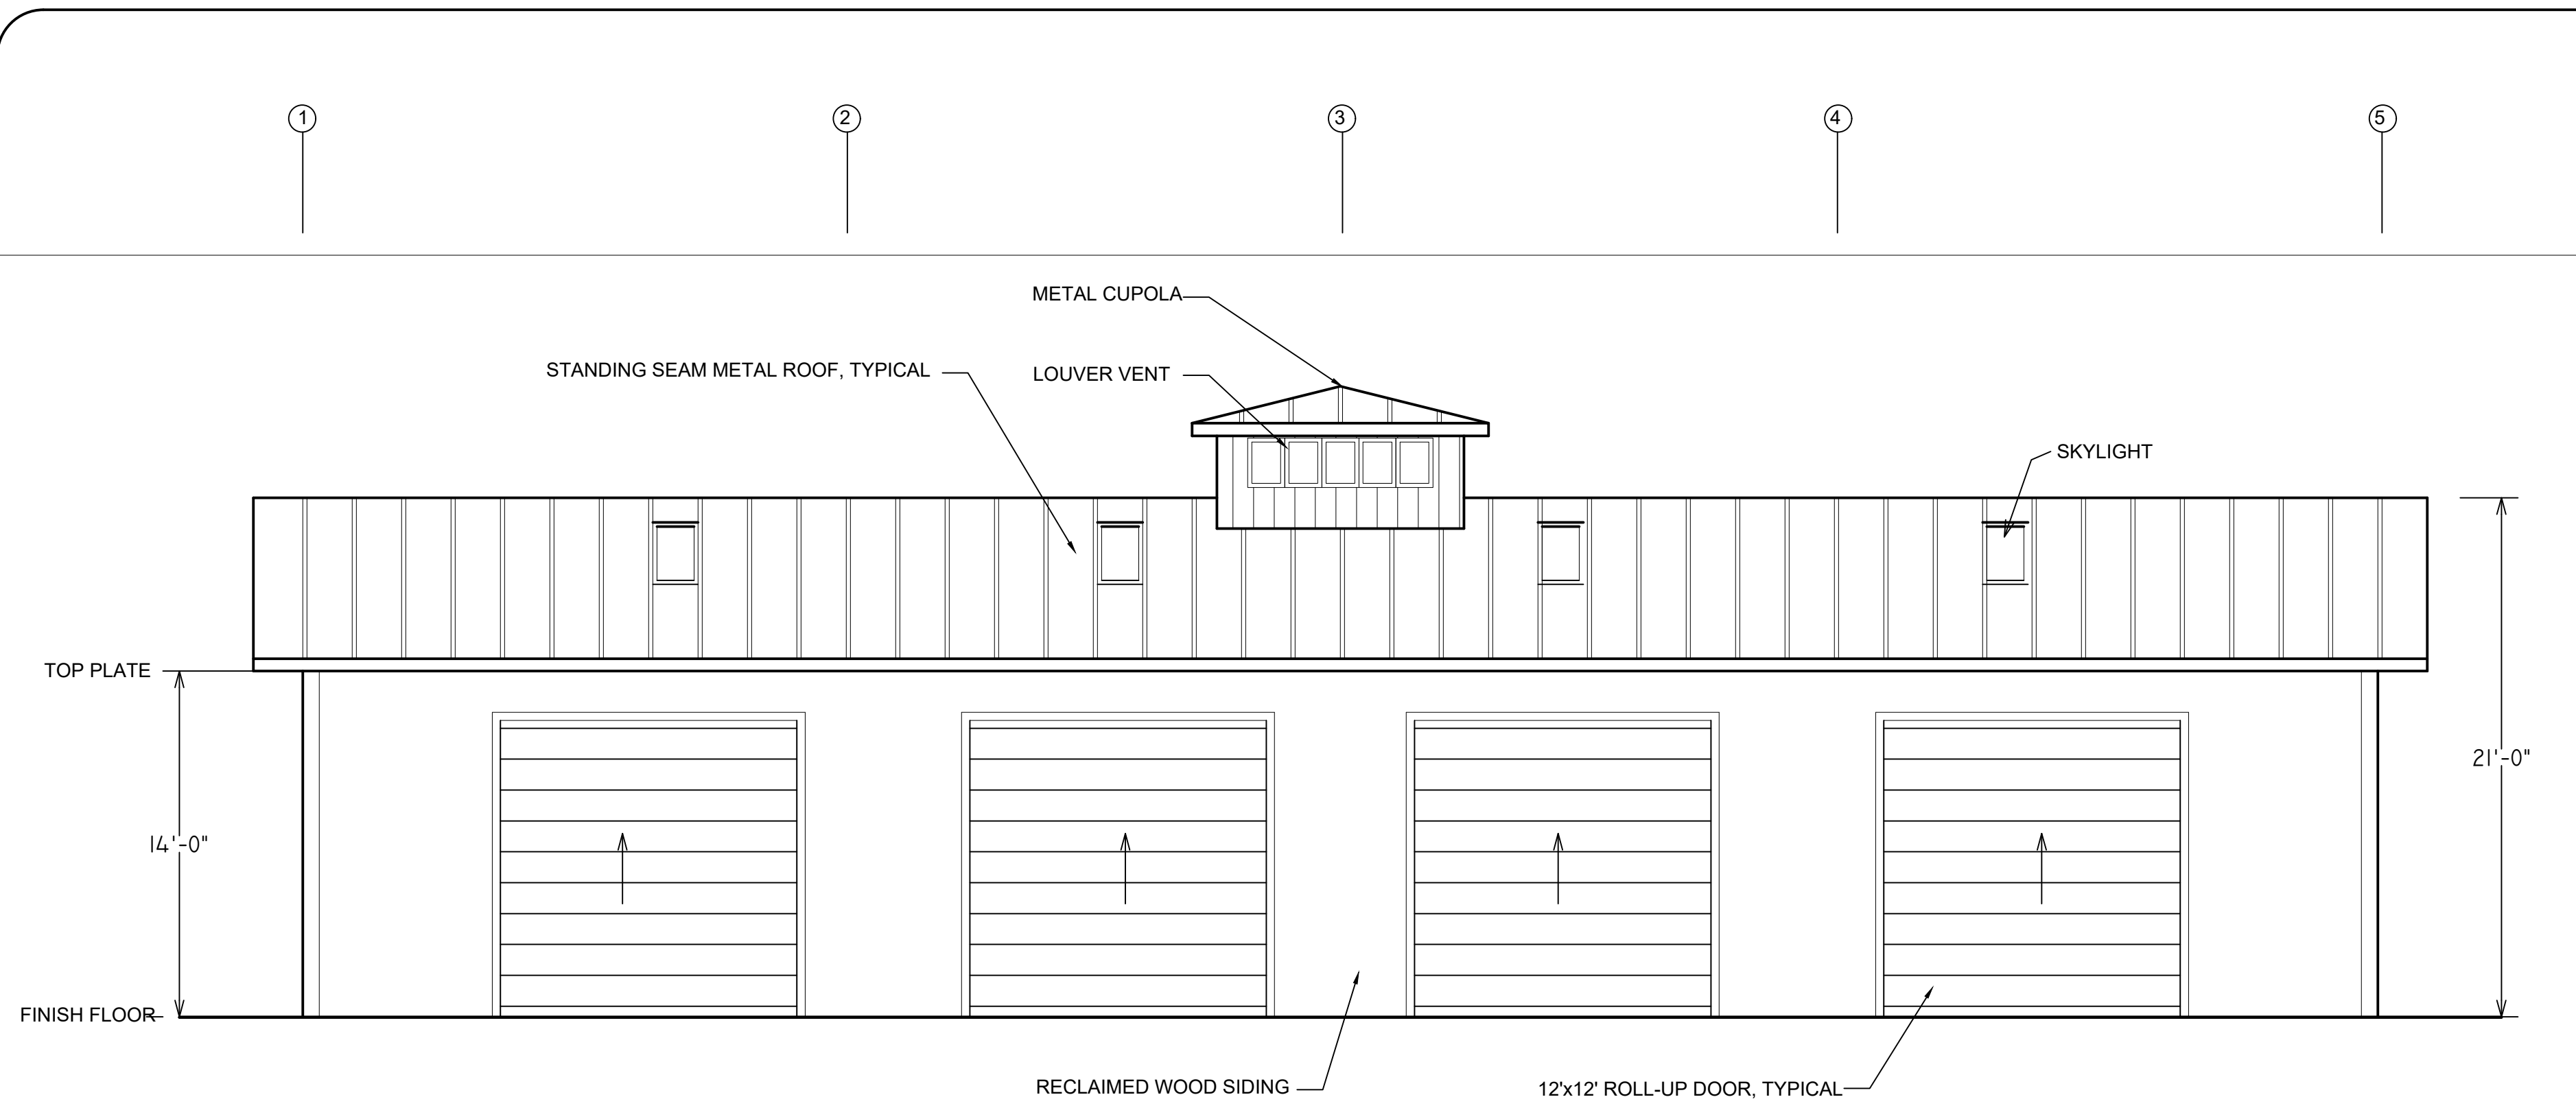 1 2 3 4 5
METAL CUPOLA
STANDING SEAM METAL ROOF, TYPICAL
LOUVER VENT
SKYLIGHT
TOP PLATE
21'-0"
14'-0"
FINISH FLOOR
RECLAIMED WOOD SIDING
12'x12' ROLL-UP DOOR, TYPICAL